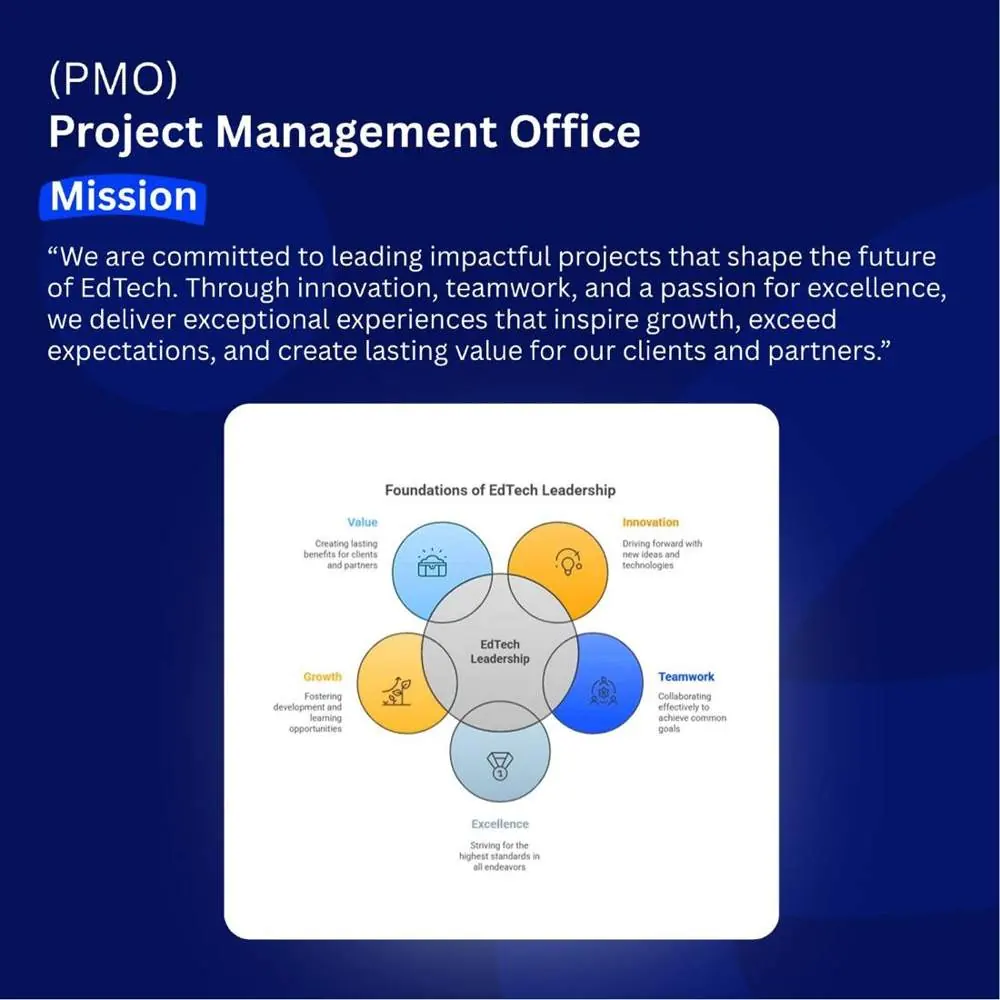 (PMO)
Project Management Office
Mission
“We are committed to leading impactful projects that shape the future
of EdTech. Through innovation, teamwork, and a passion for excellence,
we deliver exceptional experiences that inspire growth, exceed
expectations, and create lasting value for our clients and partners.”
Foundations of EdTech Leadership
Value
Creating lasting
benefits for clients
and partners
Innovation
Driving forward with
new ideas and
technologies
EdTech
Leadership
Growth
Fostering
development and
learning
opportunities
Teamwork
Collaborating
effectively to
achieve common
goals
1
Excellence
Striving for the
highest standards in
all endeavors